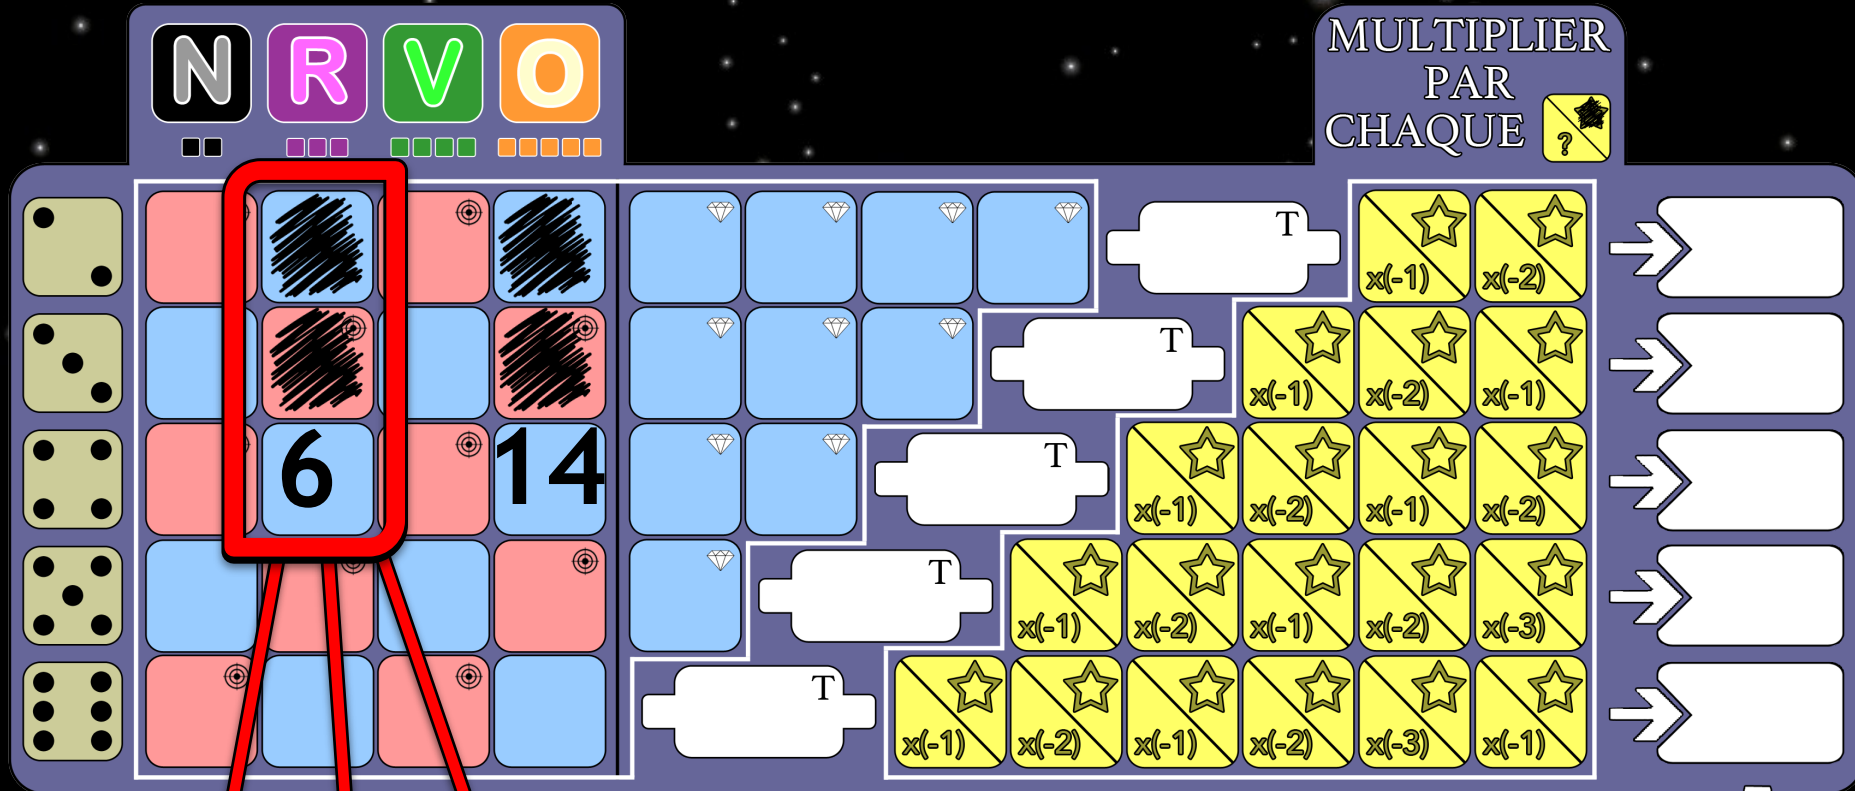 N R V O
MULTIPLIER
PAR
CHAQUE
?
T x(-1) x(-2)
T x(-1) x(-2) x(-1)
6 14 T x(-1) x(-2) x(-1) x(-2)
T x(-1) x(-2) x(-1) x(-2) x(-3)
T x(-1) x(-2) x(-1) x(-2) x(-3) x(-1)